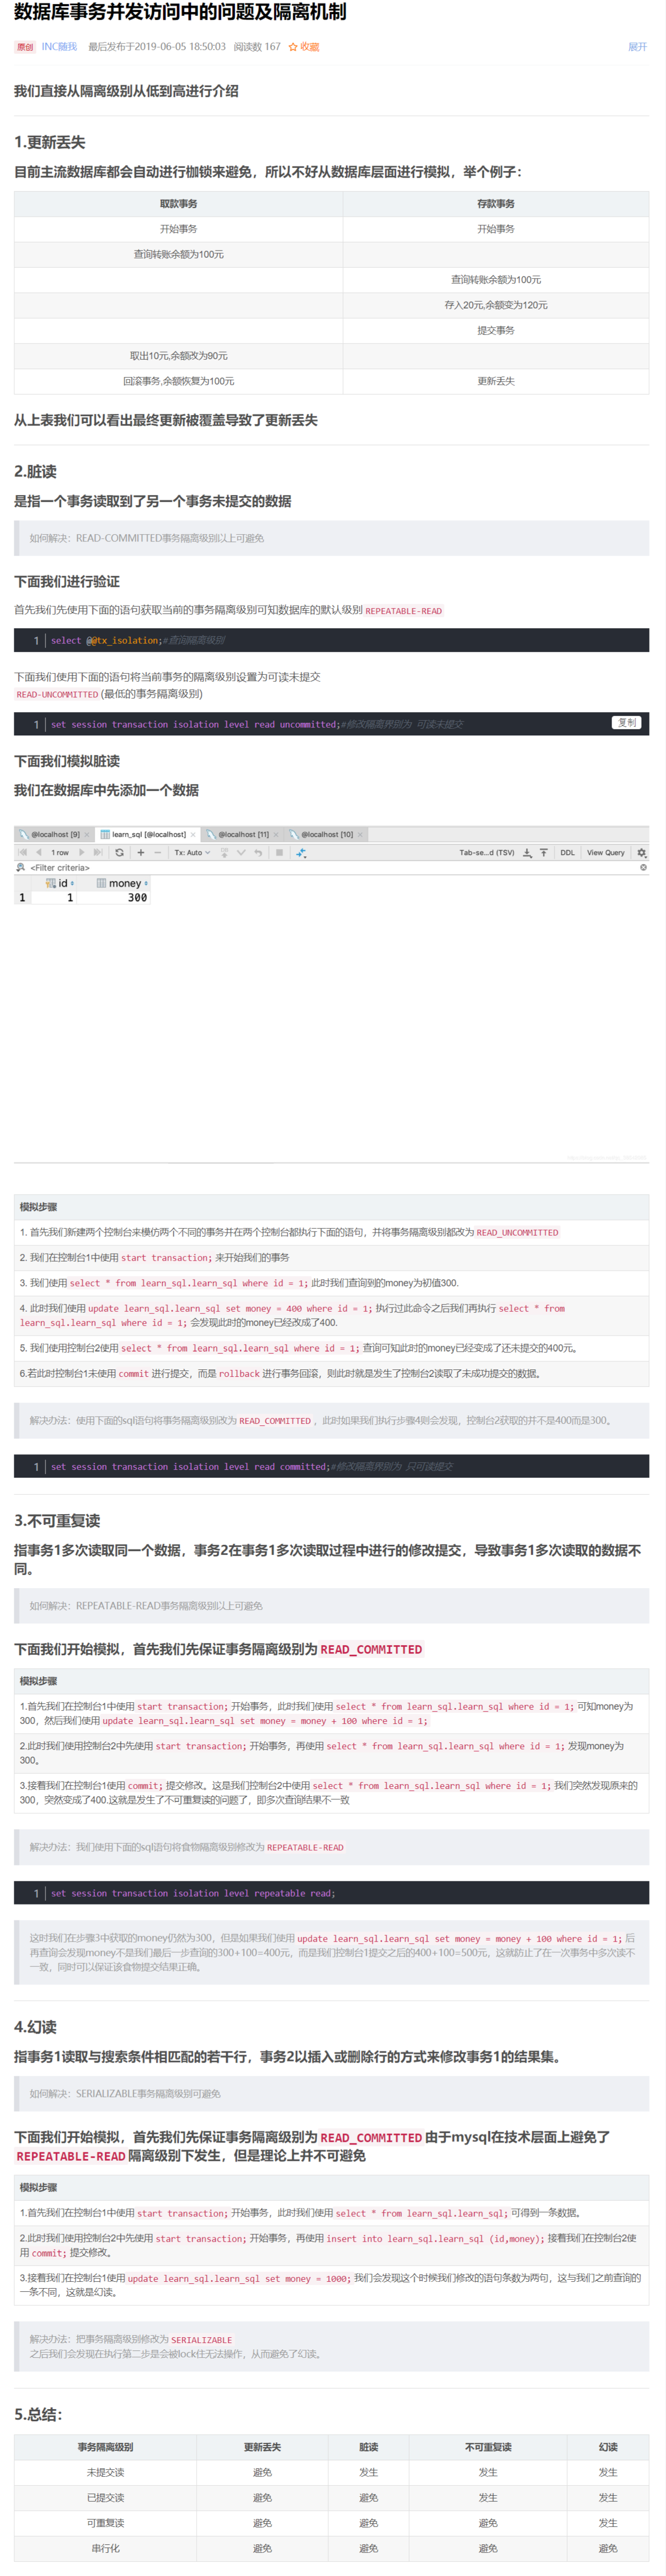 数据库事务并发访问中的问题及隔离机制
原创 INC随我 最后发布于2019-06-05 18:50:03 阅读数 167 收藏 展开
我们直接从隔离级别从低到高进行介绍
1.更新丢失
目前主流数据库都会自动进行枷锁来避免，所以不好从数据库层面进行模拟，举个例子：
取款事务 存款事务
开始事务 开始事务
查询转账余额为100元
查询转账余额为100元
存入20元,余额变为120元
提交事务
取出10元,余额改为90元
回滚事务,余额恢复为100元 更新丢失
从上表我们可以看出最终更新被覆盖导致了更新丢失
2.脏读
是指一个事务读取到了另一个事务未提交的数据
如何解决：READ-COMMITTED事务隔离级别以上可避免
下面我们进行验证
首先我们先使用下面的语句获取当前的事务隔离级别可知数据库的默认级别 REPEATABLE-READ
1 select @@tx_isolation;#查询隔离级别
下面我们使用下面的语句将当前事务的隔离级别设置为可读未提交
READ-UNCOMMITTED (最低的事务隔离级别)
1 set session transaction isolation level read uncommitted;#修改隔离界别为 可读未提交 复制
下面我们模拟脏读
我们在数据库中先添加一个数据
@localhost [9] learn_sql [@localhost] @localhost [11] @localhost [10]
1 row Tx: Auto Tab-se...d (TSV) DDL View Query
<Filter criteria>
id money
1 1 300
模拟步骤
1. 首先我们新建两个控制台来模仿两个不同的事务并在两个控制台都执行下面的语句，并将事务隔离级别都改为 READ_UNCOMMITTED
2. 我们在控制台1中使用 start transaction; 来开始我们的事务
3. 我们使用 select * from learn_sql.learn_sql where id = 1; 此时我们查询到的money为初值300.
4. 此时我们使用 update learn_sql.learn_sql set money = 400 where id = 1; 执行过此命令之后我们再执行 select * from
learn_sql.learn_sql where id = 1; 会发现此时的money已经改成了400.
5. 我们使用控制台2使用 select * from learn_sql.learn_sql where id = 1; 查询可知此时的money已经变成了还未提交的400元。
6.若此时控制台1未使用 commit 进行提交，而是 rollback 进行事务回滚，则此时就是发生了控制台2读取了未成功提交的数据。
解决办法：使用下面的sql语句将事务隔离级别改为 READ_COMMITTED ，此时如果我们执行步骤4则会发现，控制台2获取的并不是400而是300。
1 set session transaction isolation level read committed;#修改隔离界别为 只可读提交
3.不可重复读
指事务1多次读取同一个数据，事务2在事务1多次读取过程中进行的修改提交，导致事务1多次读取的数据不
同。
如何解决：REPEATABLE-READ事务隔离级别以上可避免
下面我们开始模拟，首先我们先保证事务隔离级别为 READ_COMMITTED
模拟步骤
1.首先我们在控制台1中使用 start transaction; 开始事务，此时我们使用 select * from learn_sql.learn_sql where id = 1; 可知money为
300，然后我们使用 update learn_sql.learn_sql set money = money + 100 where id = 1;
2.此时我们使用控制台2中先使用 start transaction; 开始事务，再使用 select * from learn_sql.learn_sql where id = 1; 发现money为
300。
3.接着我们在控制台1使用 commit; 提交修改。这是我们控制台2中使用 select * from learn_sql.learn_sql where id = 1; 我们突然发现原来的
300，突然变成了400.这就是发生了不可重复读的问题了，即多次查询结果不一致
解决办法：我们使用下面的sql语句将食物隔离级别修改为 REPEATABLE-READ
1 set session transaction isolation level repeatable read;
这时我们在步骤3中获取的money仍然为300，但是如果我们使用 update learn_sql.learn_sql set money = money + 100 where id = 1; 后
再查询会发现money不是我们最后一步查询的300+100=400元，而是我们控制台1提交之后的400+100=500元，这就防止了在一次事务中多次读不
一致，同时可以保证该食物提交结果正确。
4.幻读
指事务1读取与搜索条件相匹配的若干行，事务2以插入或删除行的方式来修改事务1的结果集。
如何解决：SERIALIZABLE事务隔离级别可避免
下面我们开始模拟，首先我们先保证事务隔离级别为 READ_COMMITTED 由于mysql在技术层面上避免了
REPEATABLE-READ 隔离级别下发生，但是理论上并不可避免
模拟步骤
1.首先我们在控制台1中使用 start transaction; 开始事务，此时我们使用 select * from learn_sql.learn_sql; 可得到一条数据。
2.此时我们使用控制台2中先使用 start transaction; 开始事务，再使用 insert into learn_sql.learn_sql (id,money); 接着我们在控制台2使
用 commit; 提交修改。
3.接着我们在控制台1使用 update learn_sql.learn_sql set money = 1000; 我们会发现这个时候我们修改的语句条数为两句，这与我们之前查询的
一条不同，这就是幻读。
解决办法：把事务隔离级别修改为 SERIALIZABLE
之后我们会发现在执行第二步是会被lock住无法操作，从而避免了幻读。
5.总结：
事务隔离级别 更新丢失 脏读 不可重复读 幻读
未提交读 避免 发生 发生 发生
已提交读 避免 避免 发生 发生
可重复读 避免 避免 避免 发生
串行化 避免 避免 避免 避免